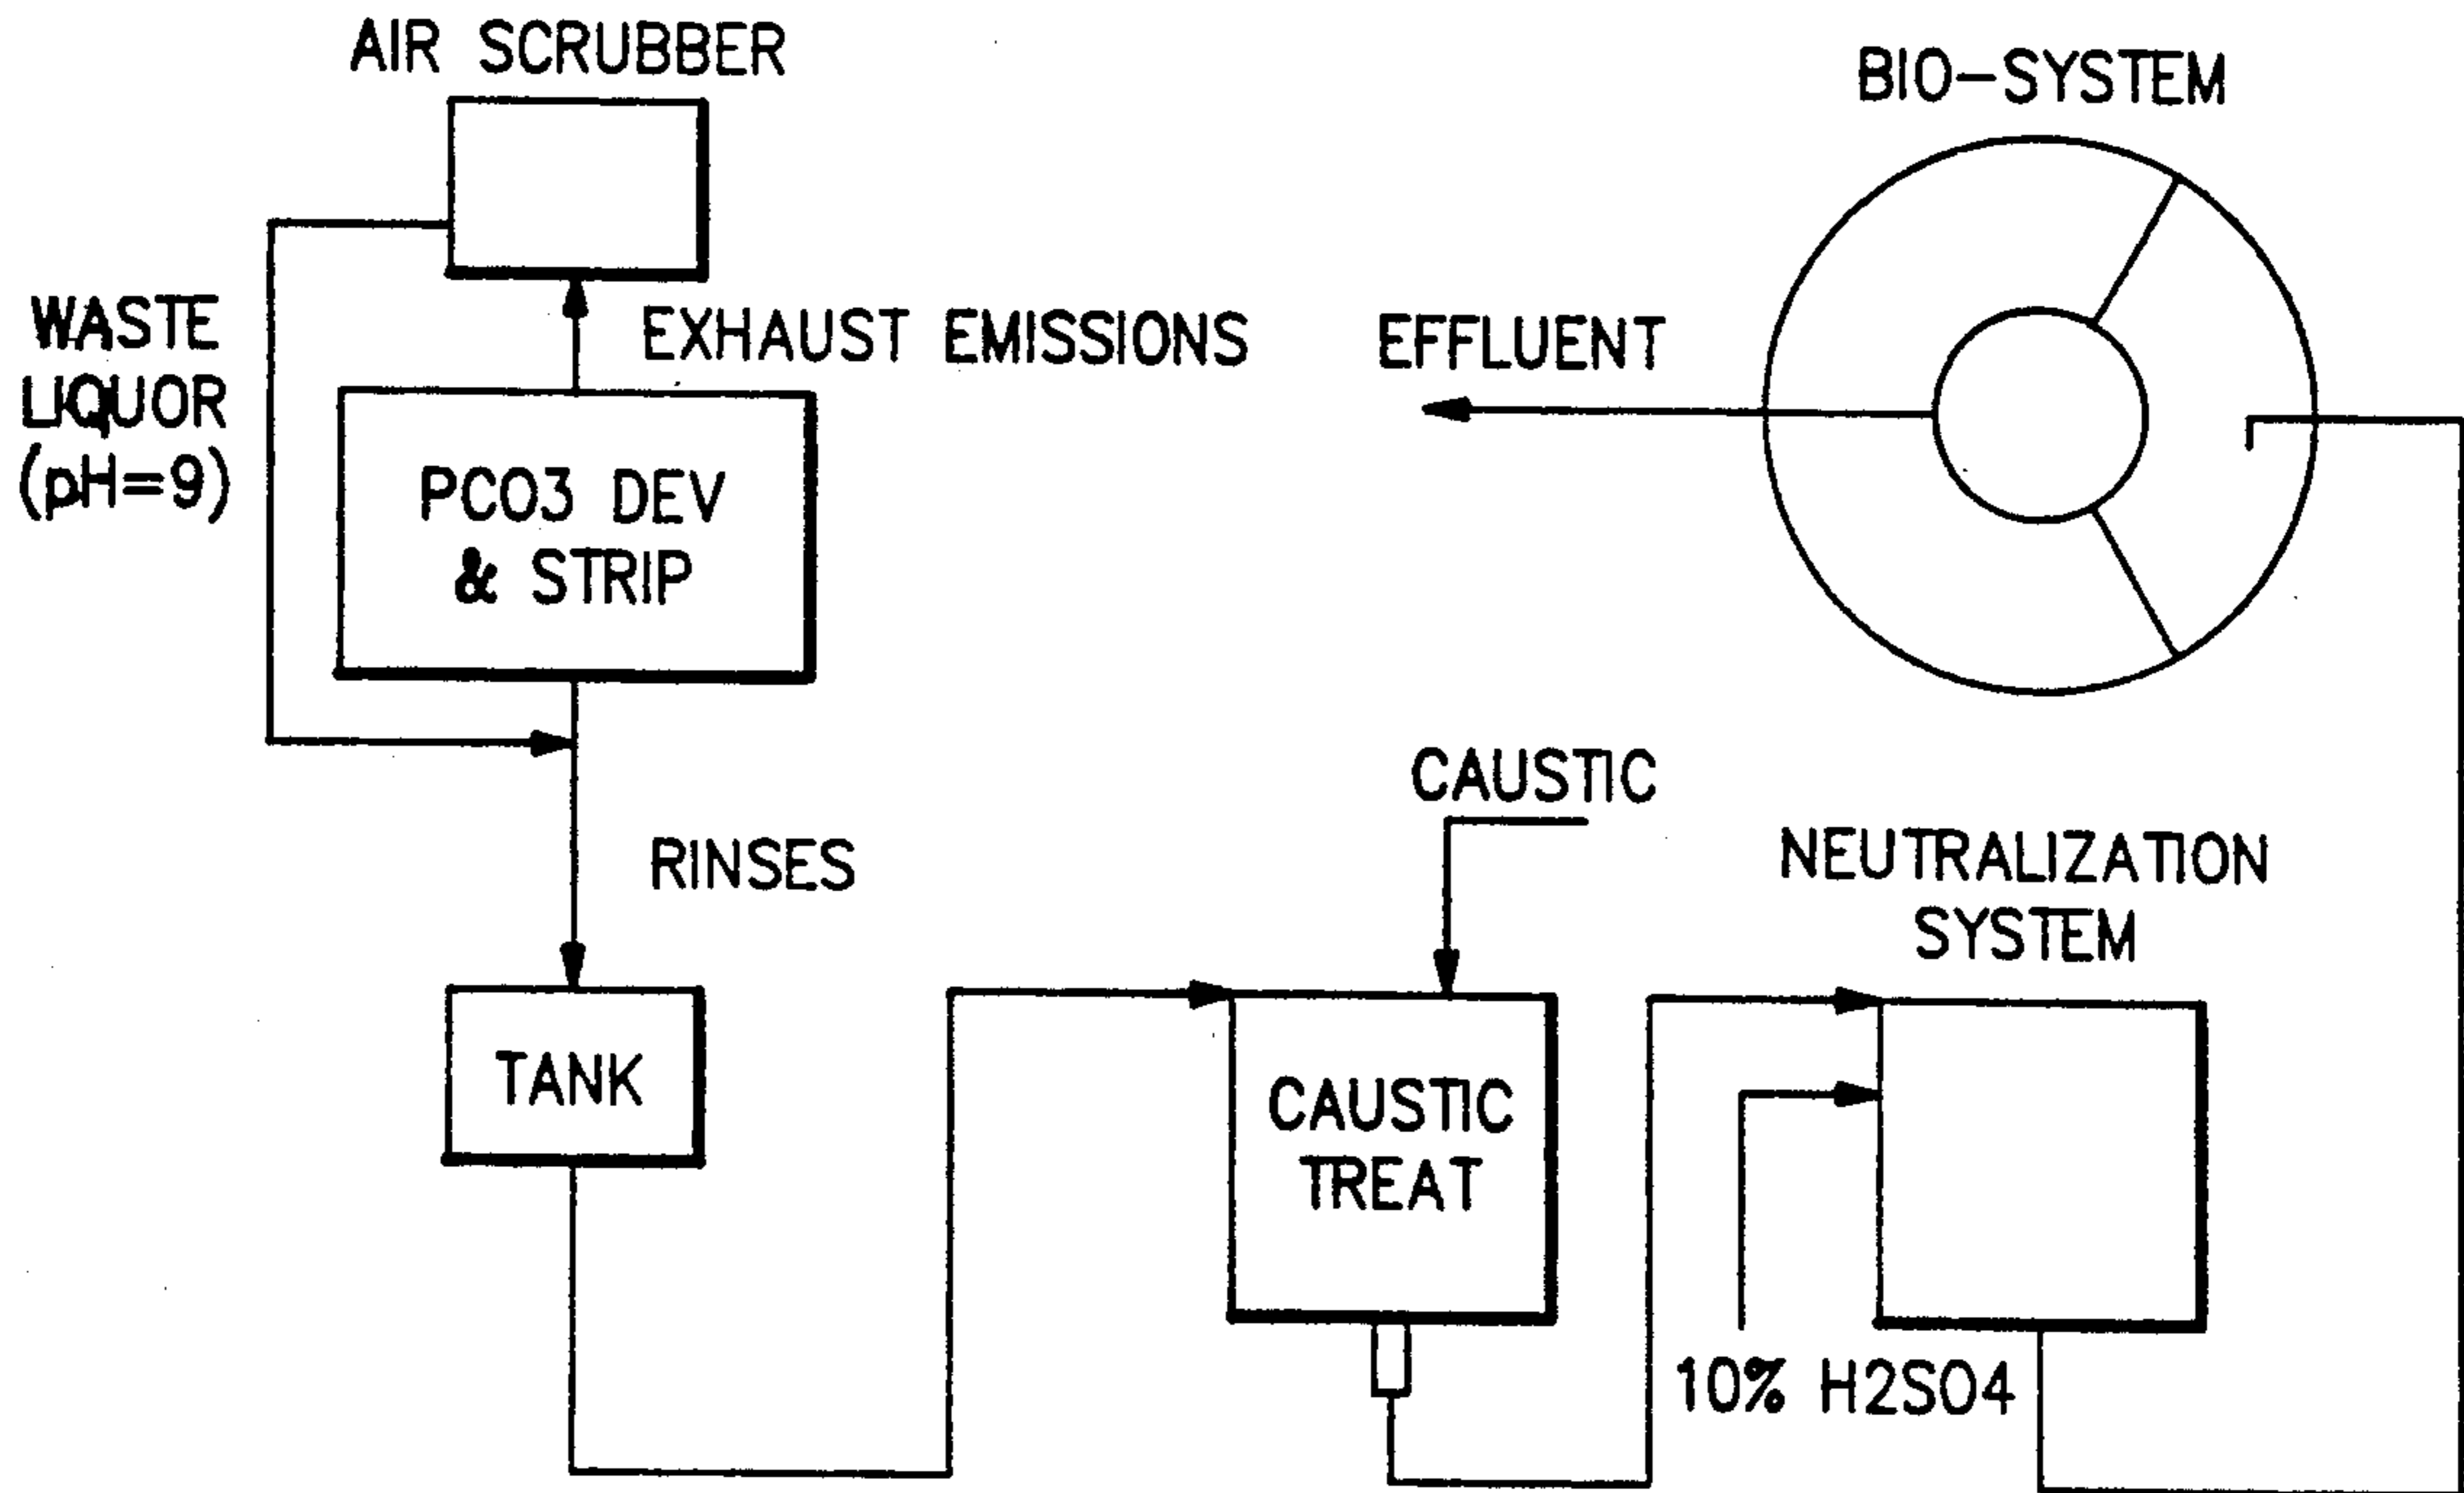 AIR SCRUBBER
BIO-SYSTEM
WASTE
LIQUOR
(pH=9)
EXHAUST EMISSIONS
EFFLUENT
PCO3 DEV
& STRIP
CAUSTIC
RINSES
NEUTRALIZATION
SYSTEM
TANK
CAUSTIC
TREAT
10% H2SO4